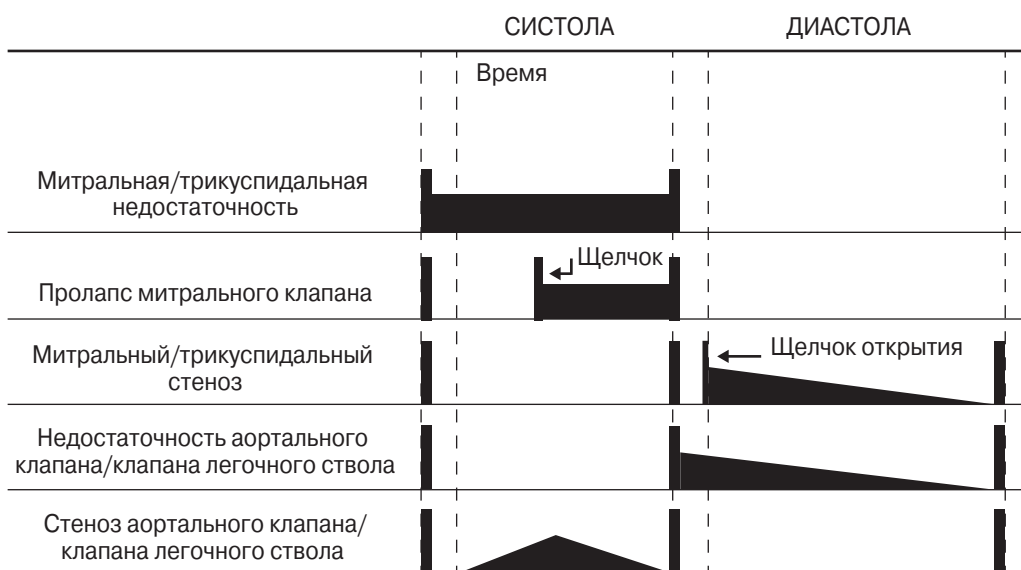 СИСТОЛА ДИАСТОЛА
Время
Митральная/трикуспидальная
недостаточность
Щелчок
Пролапс митрального клапана
Щелчок открытия
Митральный/трикуспидальный
стеноз
Недостаточность аортального
клапана/клапана легочного ствола
Стеноз аортального клапана/
клапана легочного ствола